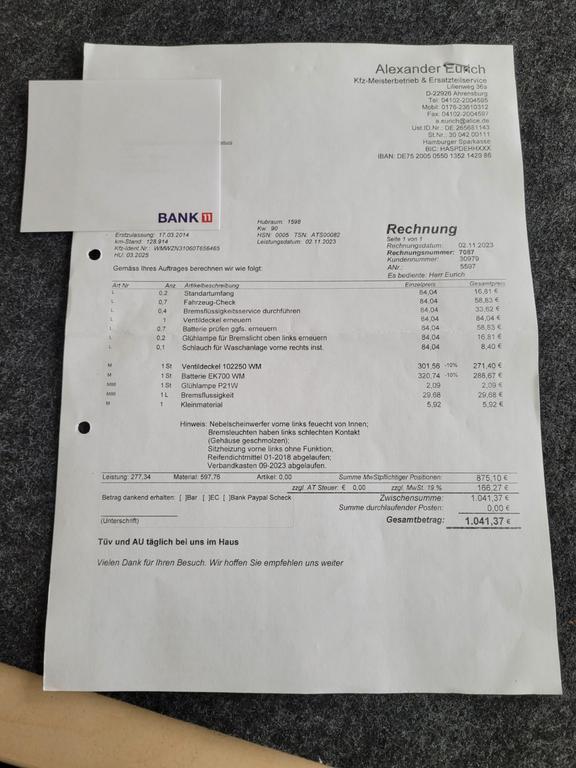 Alexander Eurich
Kfz-Meisterbetrieb & Ersatzteilservice
Lilienweg 36a
D-22926 Ahrensburg
Tel: 04102-2004595
Mobil: 0176-23610312
Fax: 04102-2004597
a.eurich@alice.de
Ust.ID.Nr.: DE 265681143
St.Nr.: 30 042 00111
Hamburger Sparkasse
BIC: HASPDEHHXXX
IBAN: DE75 2005 0550 1352 1429 86
BANK 11
Erstzulassung: 17.03.2014
km-Stand: 128.914
Kfz-Ident.Nr.: WMWZN31060T656465
HU: 03.2025
Hubraum: 1598
Kw: 90
HSN: 0005 TSN: ATS00082
Leistungsdatum: 02.11.2023
Rechnung
Seite 1 von 1
Rechnungsdatum: 02.11.2023
Rechnungsnummer: 7087
Kundennummer: 30979
ANr.: 5597
Es bediente: Herr Eurich
Gemäss Ihres Auftrages berechnen wir wie folgt:
Art Nr Anz Artikelbeschreibung Einzelpreis Gesamtpreis
L 0,2 Standartumfang 84,04 16,81 €
L 0,7 Fahrzeug-Check 84,04 58,83 €
L 0,4 Bremsflüssigkeitsservice durchführen 84,04 33,62 €
L 1 Ventildeckel erneuern 84,04 84,04 €
L 0,7 Batterie prüfen ggfs. erneuern 84,04 58,83 €
L 0,2 Glühlampe für Bremslicht oben links erneuern 84,04 16,81 €
L 0,1 Schlauch für Waschanlage vorne rechts inst. 84,04 8,40 €
M 1 St Ventildeckel 102250 WM 301,56 -10% 271,40 €
M 1 St Batterie EK700 WM 320,74 -10% 288,67 €
M88 1 St Glühlampe P21W 2,09 2,09 €
M88 1 L Bremsflussigkeit 29,68 29,68 €
M 1 Kleinmaterial 5,92 5,92 €
Hinweis: Nebelscheinwerfer vorne links feuecht von Innen;
Bremsleuchten haben links schlechten Kontakt
(Gehäuse geschmolzen);
Sitzheizung vorne links ohne Funktion;
Reifendichtmittel 01-2018 abgelaufen;
Verbandkasten 09-2023 abgelaufen.
Leistung: 277,34 Material: 597,76 Artikel: 0,00 Summe MwStpflichtiger Positionen: 875,10 €
zzgl. AT Steuer: € 0,00 zzgl. MwSt. 19 % 166,27 €
Betrag dankend erhalten: [ ]Bar [ ]EC [ ]Bank Paypal Scheck Zwischensumme: 1.041,37 €
Summe durchlaufender Posten: 0,00 €
(Unterschrift) Gesamtbetrag: 1.041,37 €
Tüv und AU täglich bei uns im Haus
Vielen Dank für Ihren Besuch. Wir hoffen Sie empfehlen uns weiter